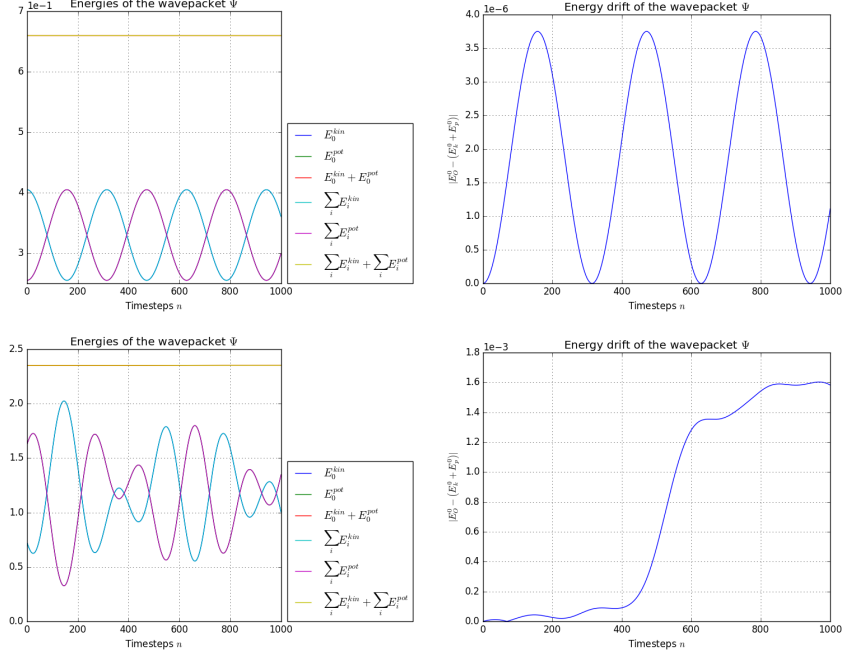 Energies of the wavepacket Ψ
7 1e−1
6
5
4
3
0 200 400 600 800 1000
Timesteps n
E_0^{kin}
E_0^{pot}
E_0^{kin} + E_0^{pot}
∑_i E_i^{kin}
∑_i E_i^{pot}
∑_i E_i^{kin} + ∑_i E_i^{pot}
Energy drift of the wavepacket Ψ
1e−6
4.0
3.5
3.0
2.5
2.0
1.5
1.0
0.5
0.0
|E_O^0 − (E_k^0 + E_p^0)|
0 200 400 600 800 1000
Timesteps n
Energies of the wavepacket Ψ
2.5
2.0
1.5
1.0
0.5
0.0
0 200 400 600 800 1000
Timesteps n
E_0^{kin}
E_0^{pot}
E_0^{kin} + E_0^{pot}
∑_i E_i^{kin}
∑_i E_i^{pot}
∑_i E_i^{kin} + ∑_i E_i^{pot}
Energy drift of the wavepacket Ψ
1e−3
1.8
1.6
1.4
1.2
1.0
0.8
0.6
0.4
0.2
0.0
|E_O^0 − (E_k^0 + E_p^0)|
0 200 400 600 800 1000
Timesteps n